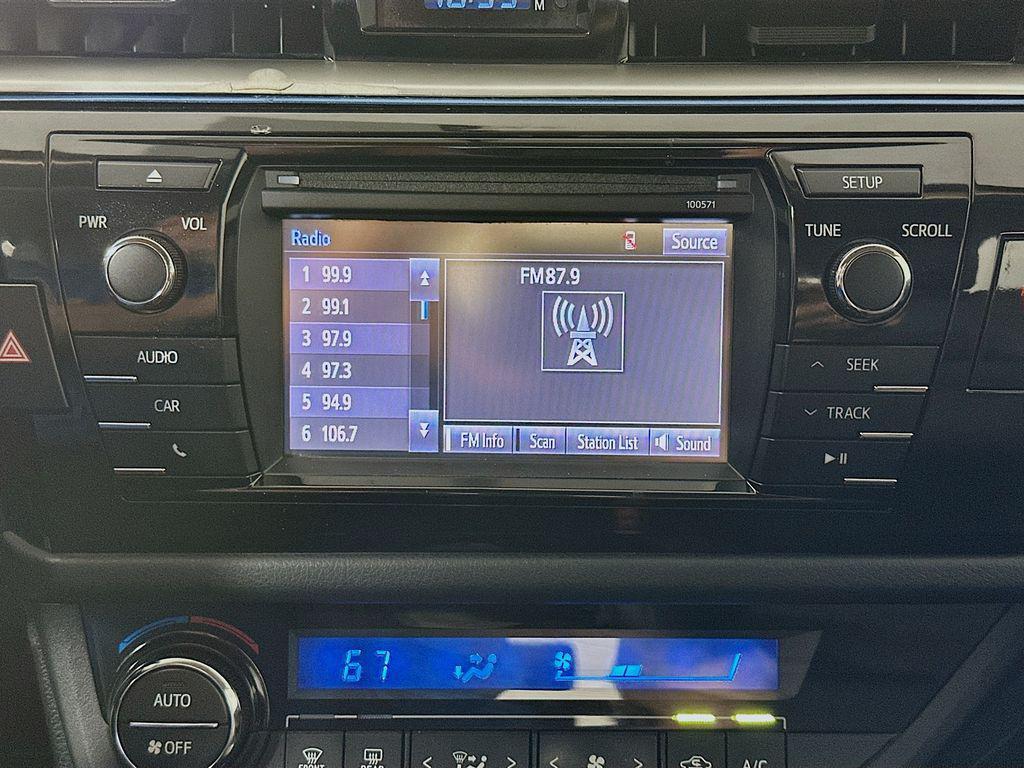 M
100571
SETUP
PWR VOL
TUNE SCROLL
Radio
Source
1 99.9
2 99.1
3 97.9
4 97.3
5 94.9
6 106.7
FM87.9
FM Info Scan Station List Sound
AUDIO
CAR
SEEK
TRACK
67
AUTO
OFF
FRONT
REAR
A/C